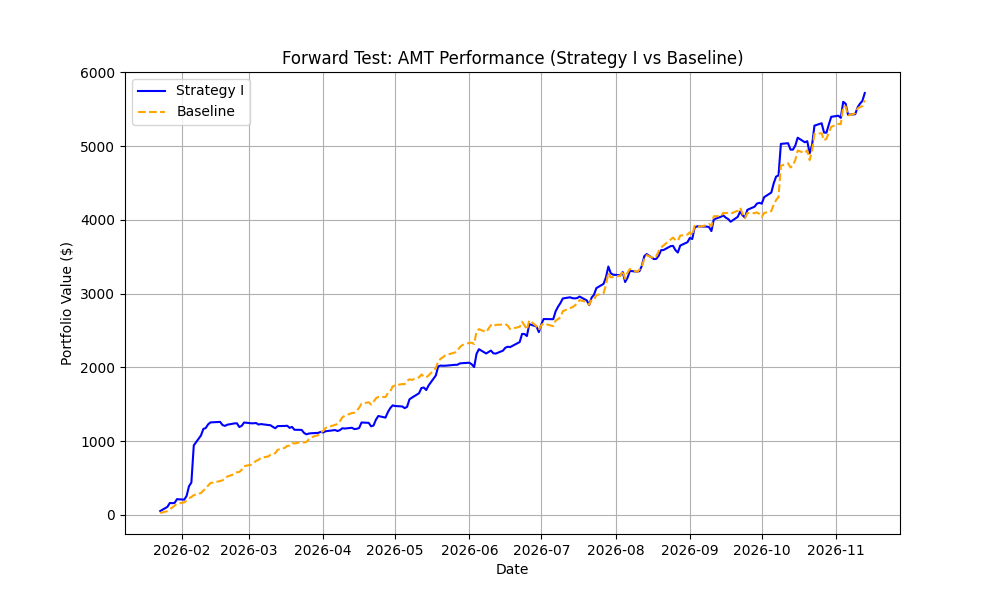 Forward Test: AMT Performance (Strategy I vs Baseline)
Strategy I
Baseline
Portfolio Value ($)
6000
5000
4000
3000
2000
1000
0
2026-02 2026-03 2026-04 2026-05 2026-06 2026-07 2026-08 2026-09 2026-10 2026-11
Date